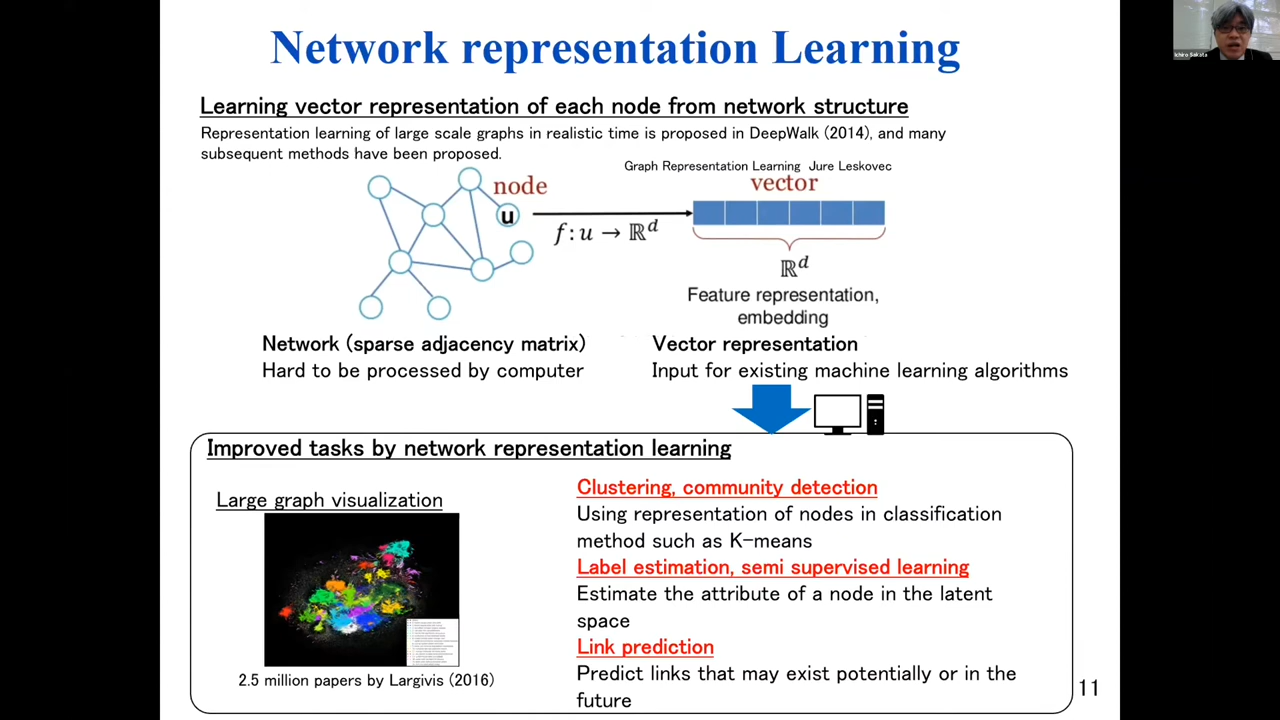 Network representation Learning
Ichiro Sakata
Learning vector representation of each node from network structure
Representation learning of large scale graphs in realistic time is proposed in DeepWalk (2014), and many
subsequent methods have been proposed.
Graph Representation Learning Jure Leskovec
node
vector
u
f: u → ℝᵈ
ℝᵈ
Feature representation,
embedding
Network (sparse adjacency matrix)
Hard to be processed by computer
Vector representation
Input for existing machine learning algorithms
Improved tasks by network representation learning
Large graph visualization
2.5 million papers by Largivis (2016)
Clustering, community detection
Using representation of nodes in classification
method such as K-means
Label estimation, semi supervised learning
Estimate the attribute of a node in the latent
space
Link prediction
Predict links that may exist potentially or in the
future
11